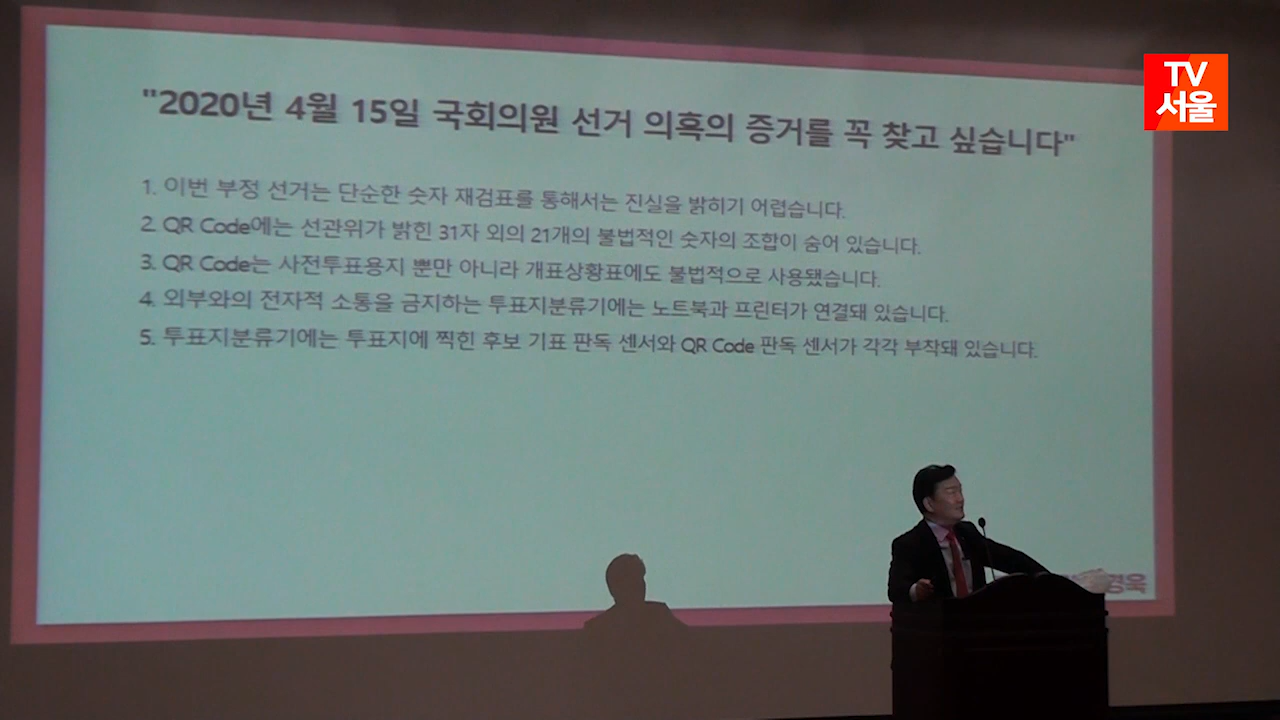 TV
서울
"2020년 4월 15일 국회의원 선거 의혹의 증거를 꼭 찾고 싶습니다"
1. 이번 부정 선거는 단순한 숫자 재검표를 통해서는 진실을 밝히기 어렵습니다.
2. QR Code에는 선관위가 밝힌 31자 외의 21개의 불법적인 숫자의 조합이 숨어 있습니다.
3. QR Code는 사전투표용지 뿐만 아니라 개표상황표에도 불법적으로 사용됐습니다.
4. 외부와의 전자적 소통을 금지하는 투표지분류기에는 노트북과 프린터가 연결돼 있습니다.
5. 투표지분류기에는 투표지에 찍힌 후보 기표 판독 센서와 QR Code 판독 센서가 각각 부착돼 있습니다.
경욱